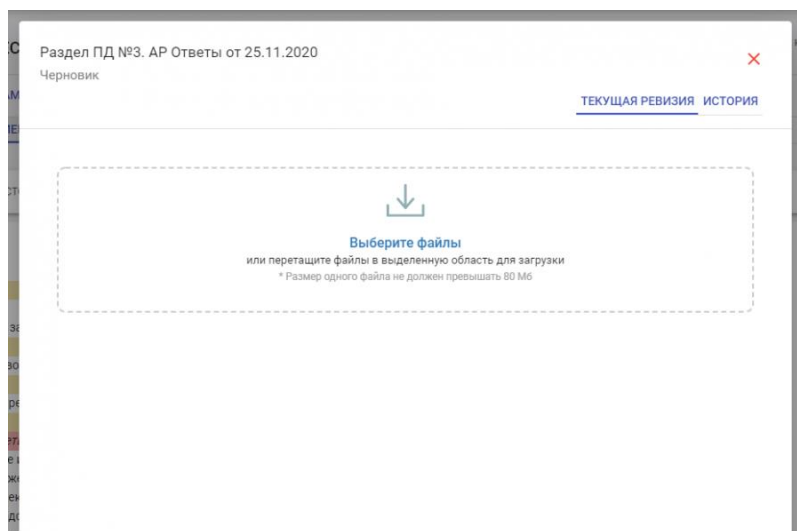 Раздел ПД №3. АР Ответы от 25.11.2020
Черновик
ТЕКУЩАЯ РЕВИЗИЯ ИСТОРИЯ
Выберите файлы
или перетащите файлы в выделенную область для загрузки
* Размер одного файла не должен превышать 80 Мб